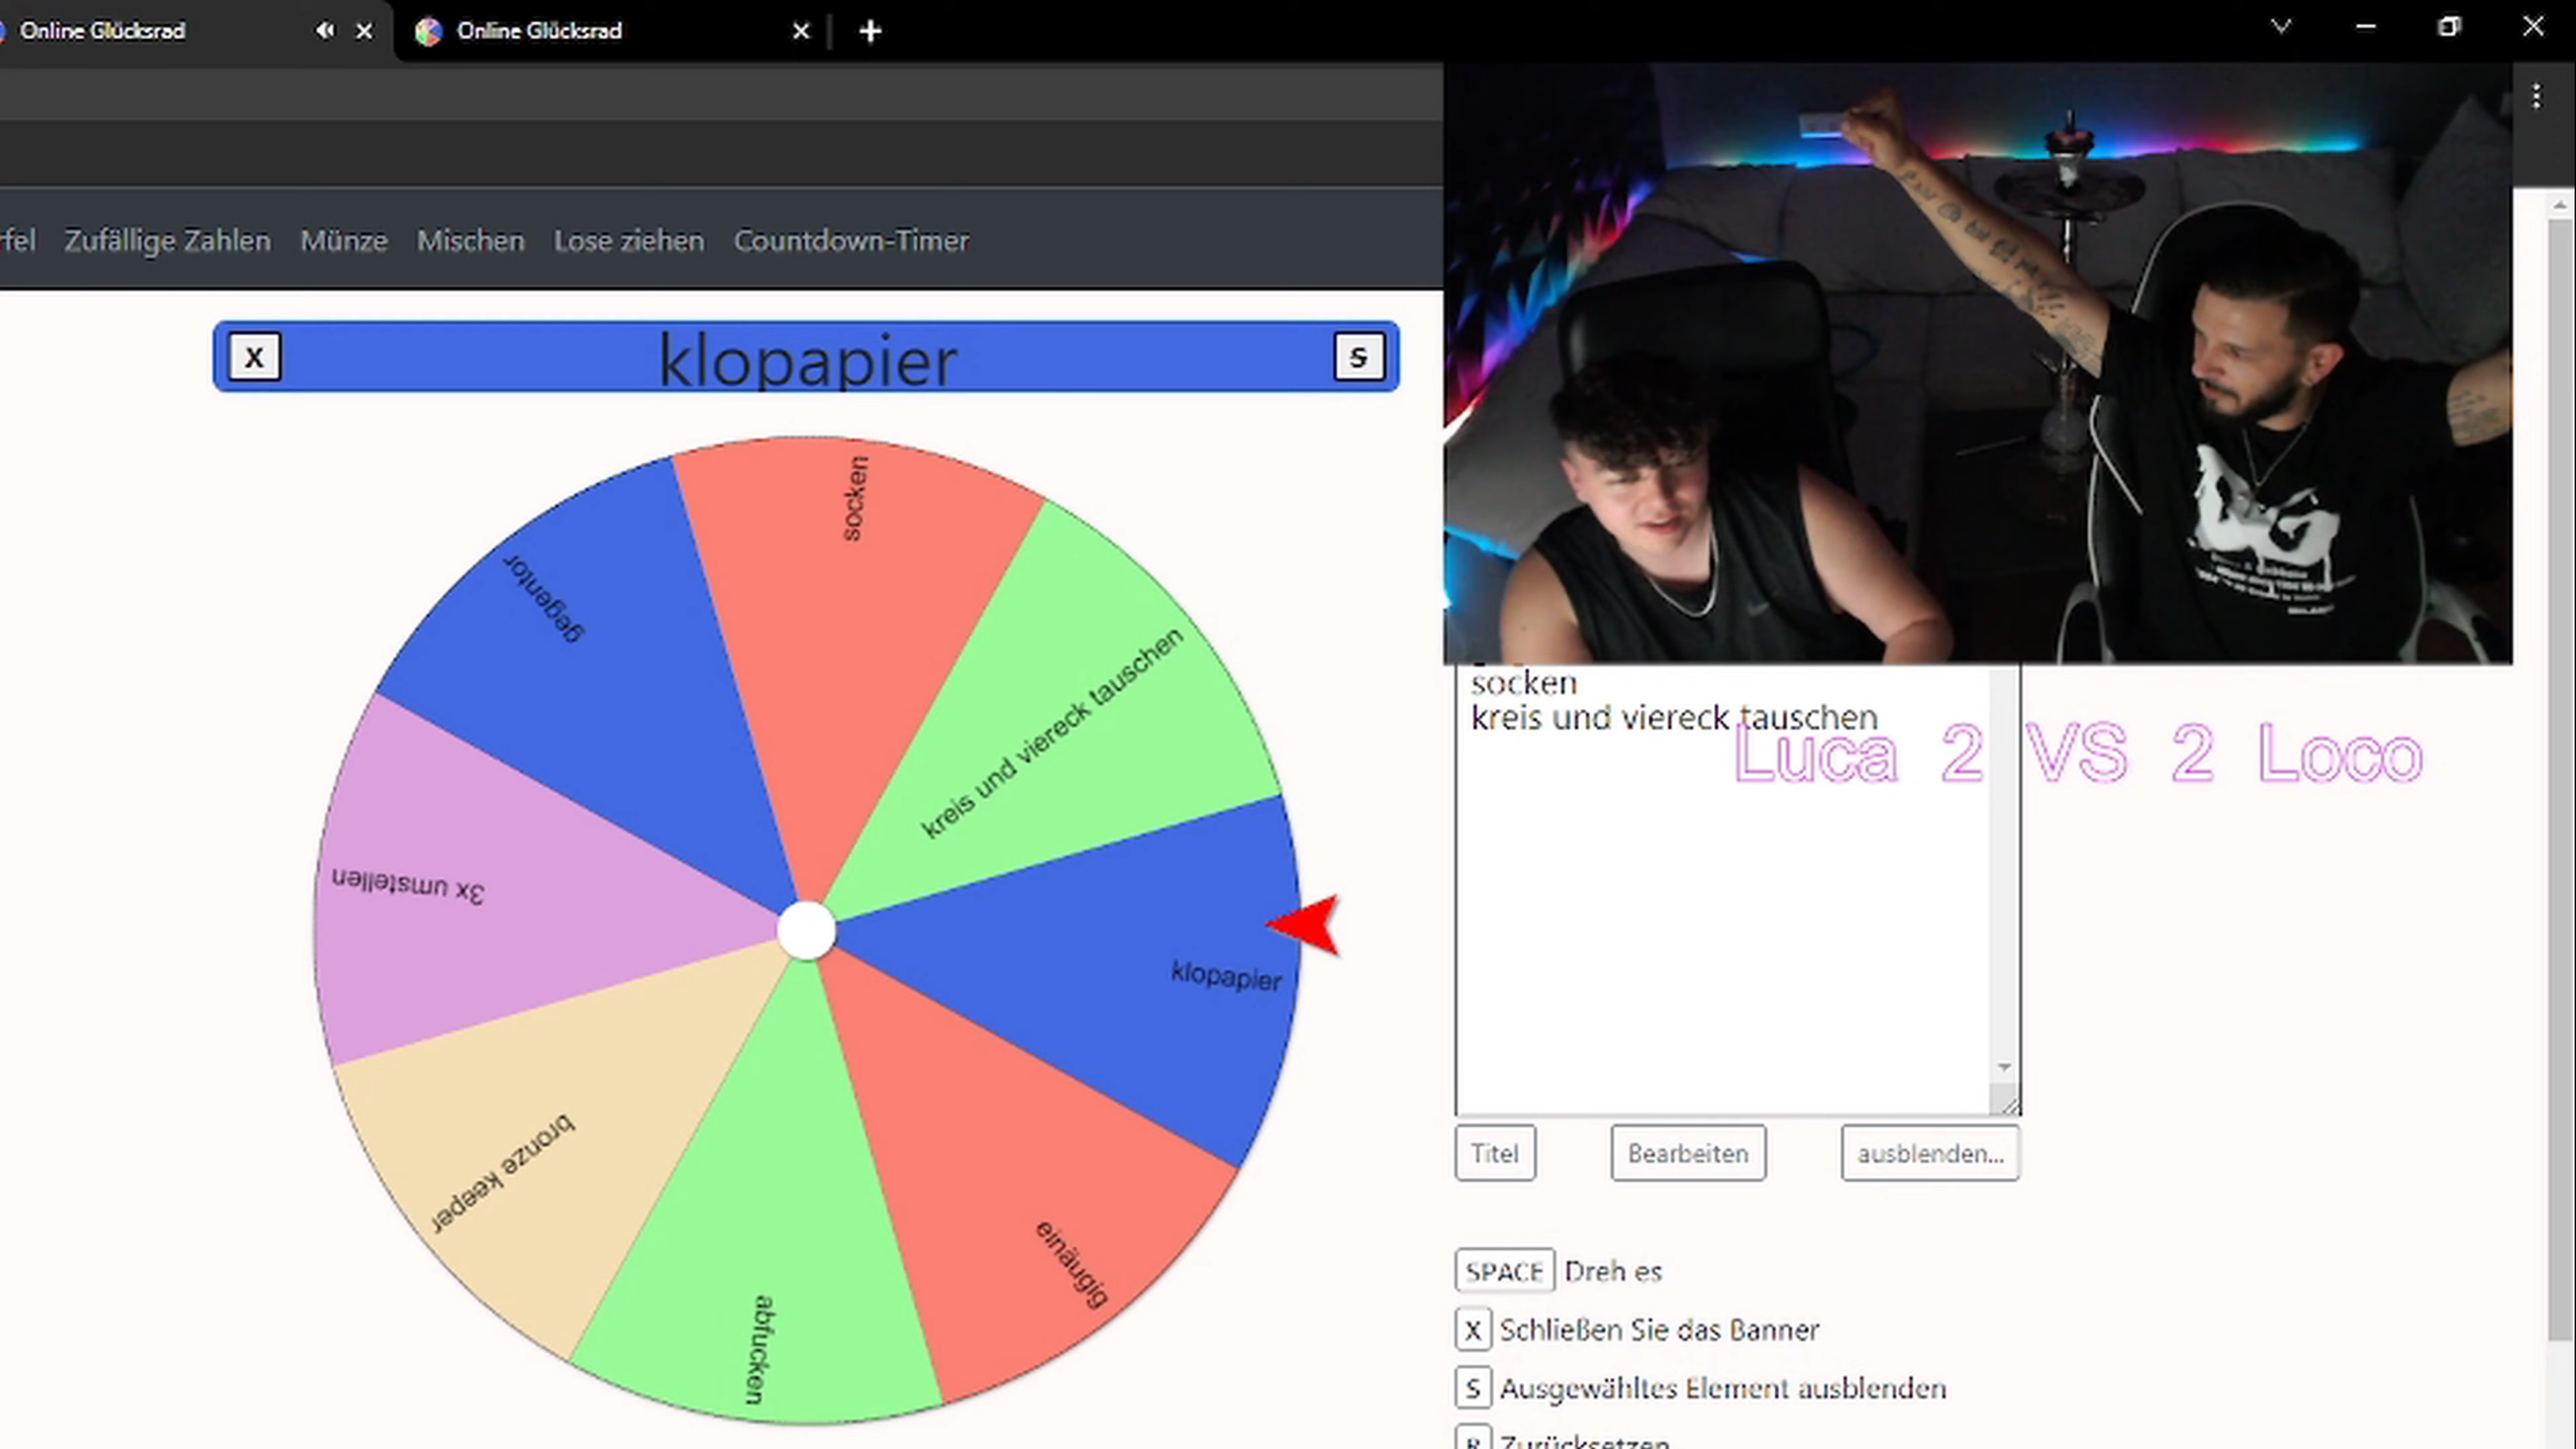 Online Glücksrad
Online Glücksrad
Zufällige Zahlen
Münze
Mischen
Lose ziehen
Countdown-Timer
X
klopapier
S
socken
kreis und viereck tauschen
klopapier
einäugig
abfucken
bronze keeper
3x umstellen
gegentor
socken
kreis und viereck tauschen
Luca 2 VS 2 Loco
Titel
Bearbeiten
ausblenden...
SPACE Dreh es
X Schließen Sie das Banner
S Ausgewähltes Element ausblenden
R Zurücksetzen